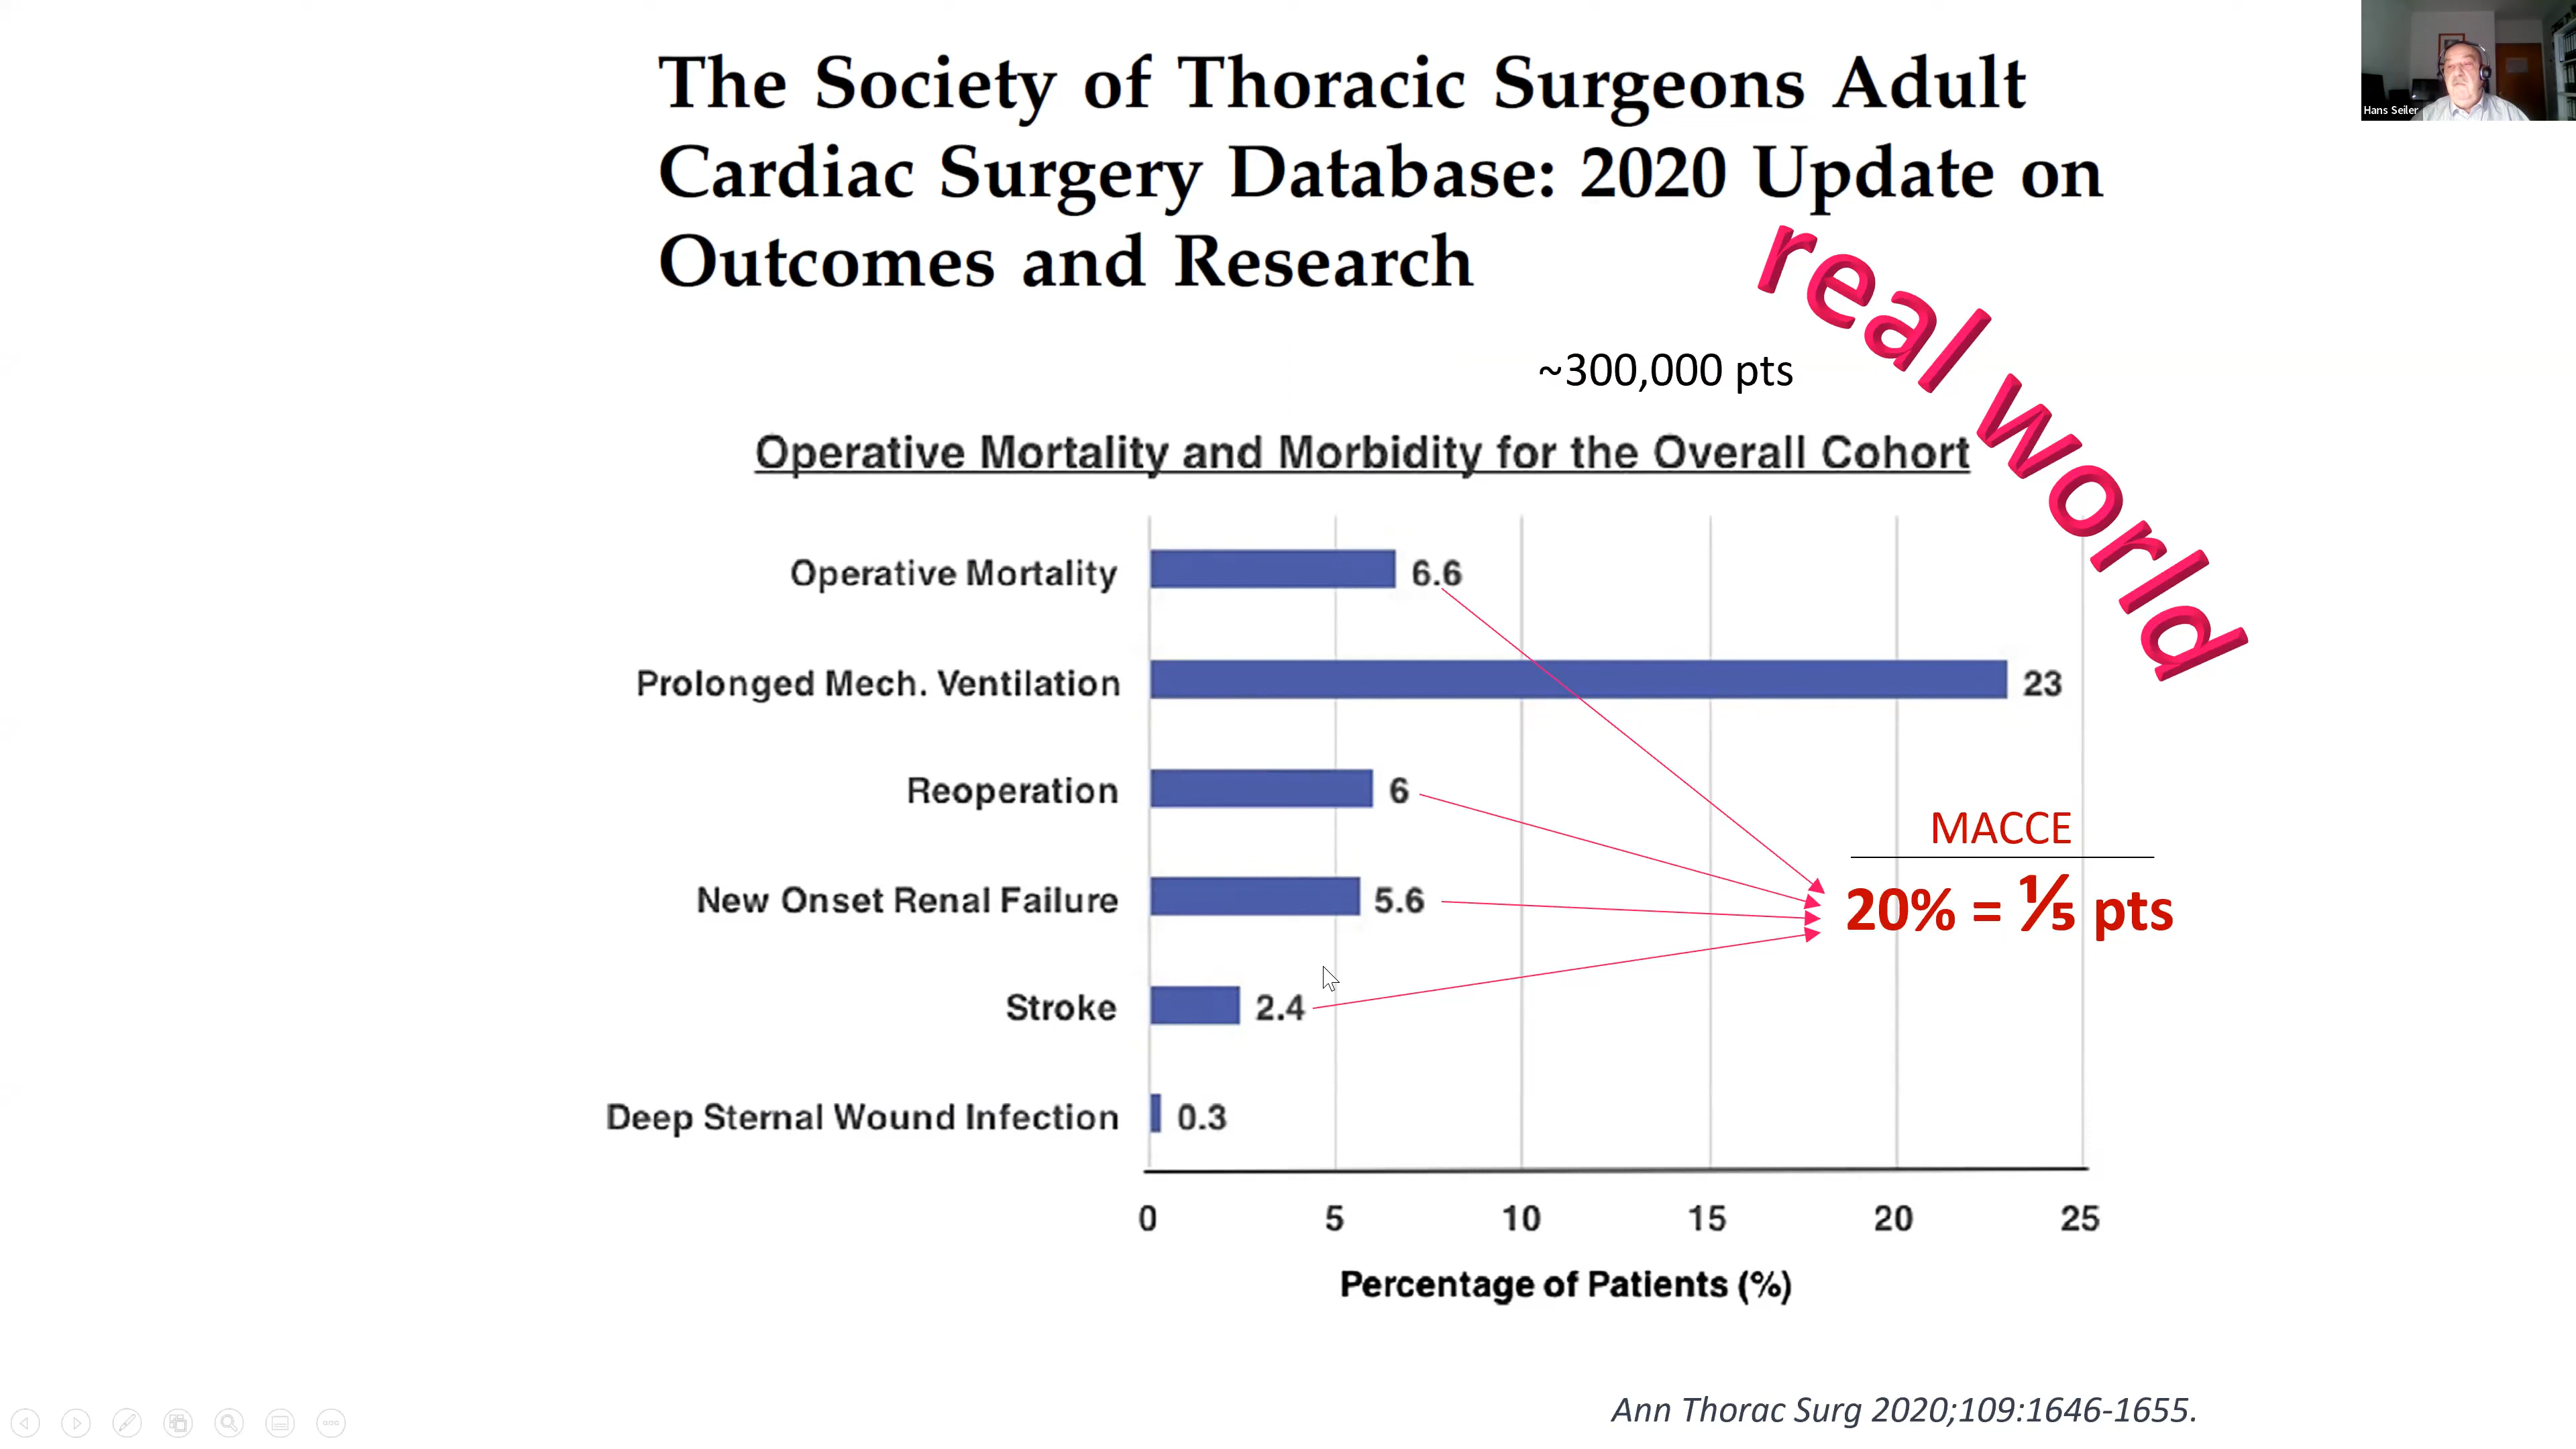 The Society of Thoracic Surgeons Adult
Cardiac Surgery Database: 2020 Update on
Outcomes and Research
Hans Seiler
real world
~300,000 pts
Operative Mortality and Morbidity for the Overall Cohort
Operative Mortality 6.6
Prolonged Mech. Ventilation 23
Reoperation 6
MACCE
New Onset Renal Failure 5.6
20% = ⅕ pts
Stroke 2.4
Deep Sternal Wound Infection 0.3
0 5 10 15 20 25
Percentage of Patients (%)
Ann Thorac Surg 2020;109:1646-1655.